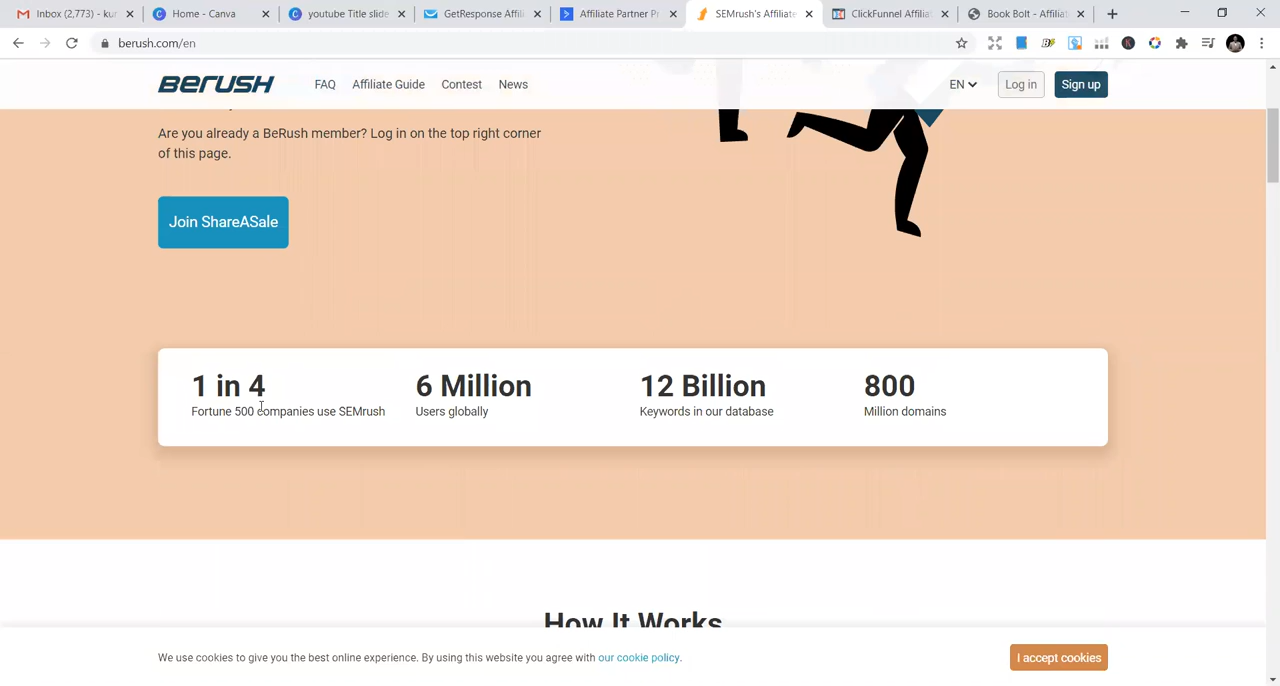 Inbox (2,773) - kur
Home - Canva
youtube Title slide
GetResponse Affili
Affiliate Partner Pr
SEMrush's Affiliate
ClickFunnel Affiliat
Book Bolt - Affiliat
berush.com/en
BERUSH
FAQ
Affiliate Guide
Contest
News
EN
Log in
Sign up
Are you already a BeRush member? Log in on the top right corner
of this page.
Join ShareASale
1 in 4
Fortune 500 companies use SEMrush
6 Million
Users globally
12 Billion
Keywords in our database
800
Million domains
How It Works
We use cookies to give you the best online experience. By using this website you agree with our cookie policy.
I accept cookies